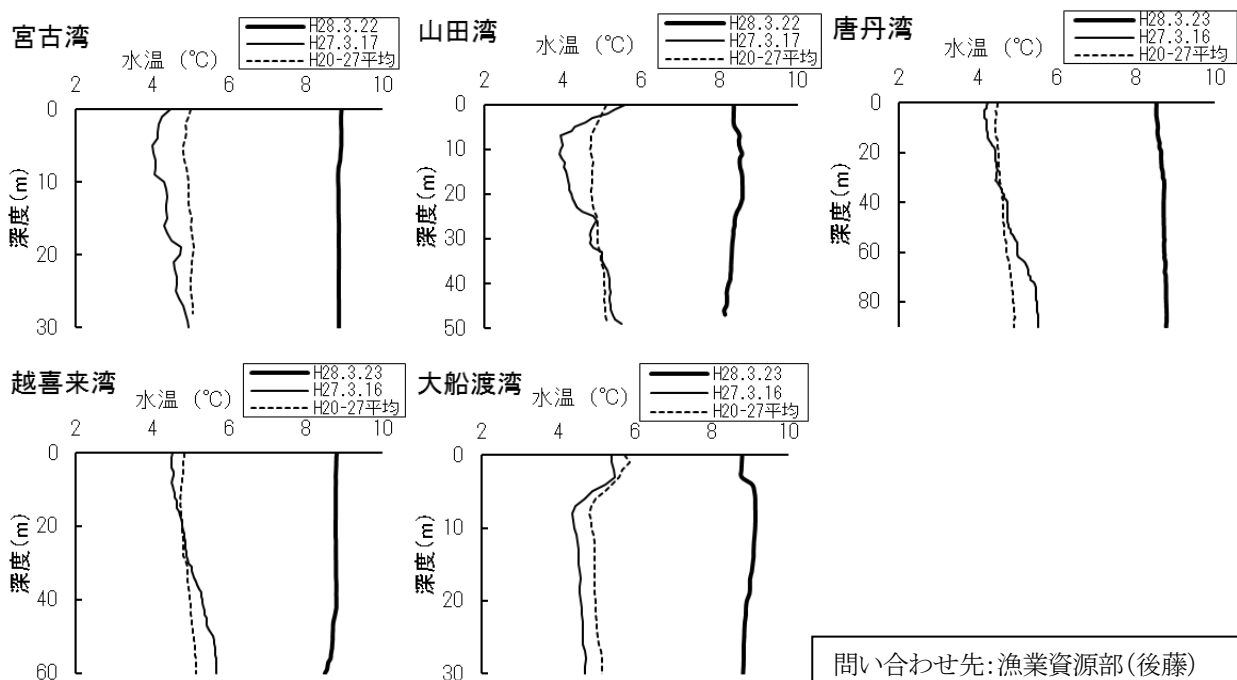 宮古湾
水温 (℃)
H28.3.22
H27.3.17
H20-27平均
2 4 6 8 10
深度(m)
0
10
20
30
山田湾
水温 (℃)
H28.3.22
H27.3.17
H20-27平均
2 4 6 8 10
深度(m)
0
10
20
30
40
50
唐丹湾
水温 (℃)
H28.3.23
H27.3.16
H20-27平均
2 4 6 8 10
深度(m)
0
20
40
60
80
越喜来湾
水温 (℃)
H28.3.23
H27.3.16
H20-27平均
2 4 6 8 10
深度(m)
0
20
40
60
大船渡湾
水温 (℃)
H28.3.23
H27.3.16
H20-27平均
2 4 6 8 10
深度(m)
0
10
20
30
問い合わせ先:漁業資源部(後藤)